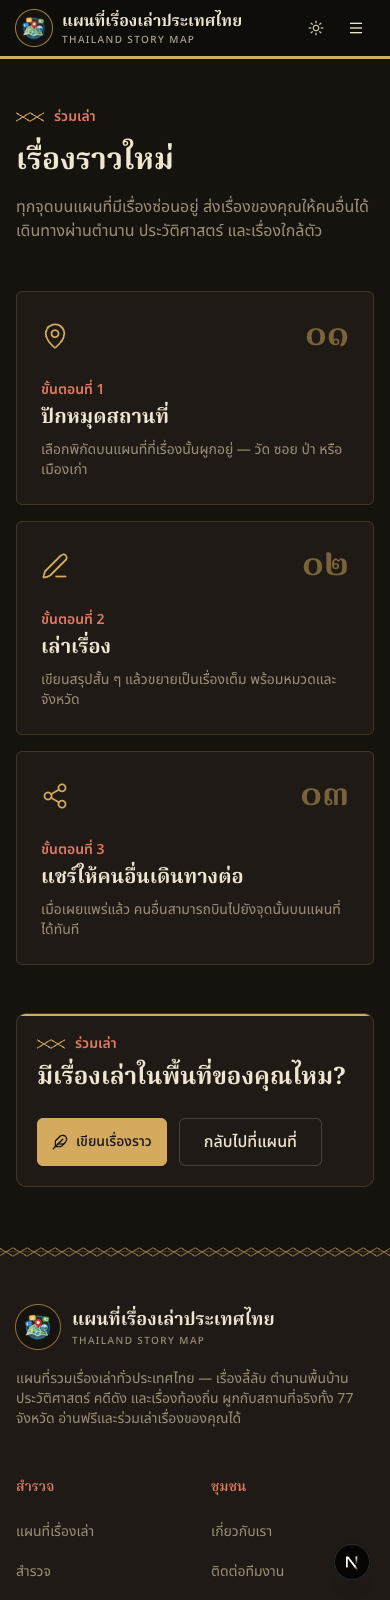 แผนที่เรื่องเล่าประเทศไทย
THAILAND STORY MAP
ร่วมเล่า
เรื่องราวใหม่
ทุกจุดบนแผนที่มีเรื่องซ่อนอยู่ ส่งเรื่องของคุณให้คนอื่นได้
เดินทางผ่านตำนาน ประวัติศาสตร์ และเรื่องใกล้ตัว
๐๑
ขั้นตอนที่ 1
ปักหมุดสถานที่
เลือกพิกัดบนแผนที่ที่เรื่องนั้นผูกอยู่ — วัด ซอย ป่า หรือ
เมืองเก่า
๐๒
ขั้นตอนที่ 2
เล่าเรื่อง
เขียนสรุปสั้น ๆ แล้วขยายเป็นเรื่องเต็ม พร้อมหมวดและ
จังหวัด
๐๓
ขั้นตอนที่ 3
แชร์ให้คนอื่นเดินทางต่อ
เมื่อเผยแพร่แล้ว คนอื่นสามารถบินไปยังจุดนั้นบนแผนที่
ได้ทันที
ร่วมเล่า
มีเรื่องเล่าในพื้นที่ของคุณไหม?
เขียนเรื่องราว
กลับไปที่แผนที่
แผนที่เรื่องเล่าประเทศไทย
THAILAND STORY MAP
แผนที่รวมเรื่องเล่าทั่วประเทศไทย — เรื่องลี้ลับ ตำนานพื้นบ้าน
ประวัติศาสตร์ คดีดัง และเรื่องท้องถิ่น ผูกกับสถานที่จริงทั้ง 77
จังหวัด อ่านฟรีและร่วมเล่าเรื่องของคุณได้
สำรวจ
ชุมชน
แผนที่เรื่องเล่า
เกี่ยวกับเรา
สำรวจ
ติดต่อทีมงาน
N